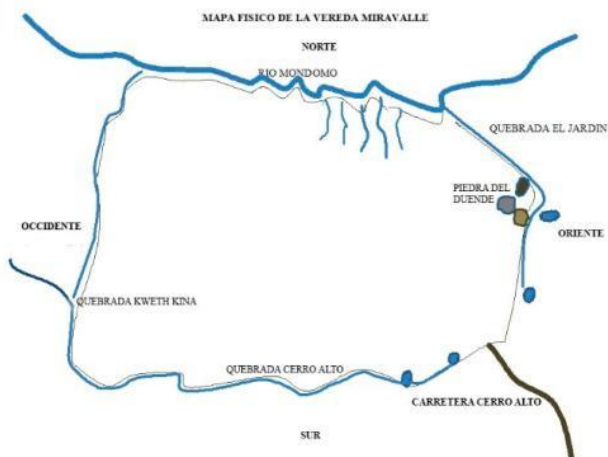 MAPA FISICO DE LA VEREDA MIRAVALLE
NORTE
RIO MONDOMO
QUEBRADA EL JARDIN
PIEDRA DEL
DUENDE
OCCIDENTE
ORIENTE
QUEBRADA KWETH KINA
QUEBRADA CERRO ALTO
CARRETERA CERRO ALTO
SUR